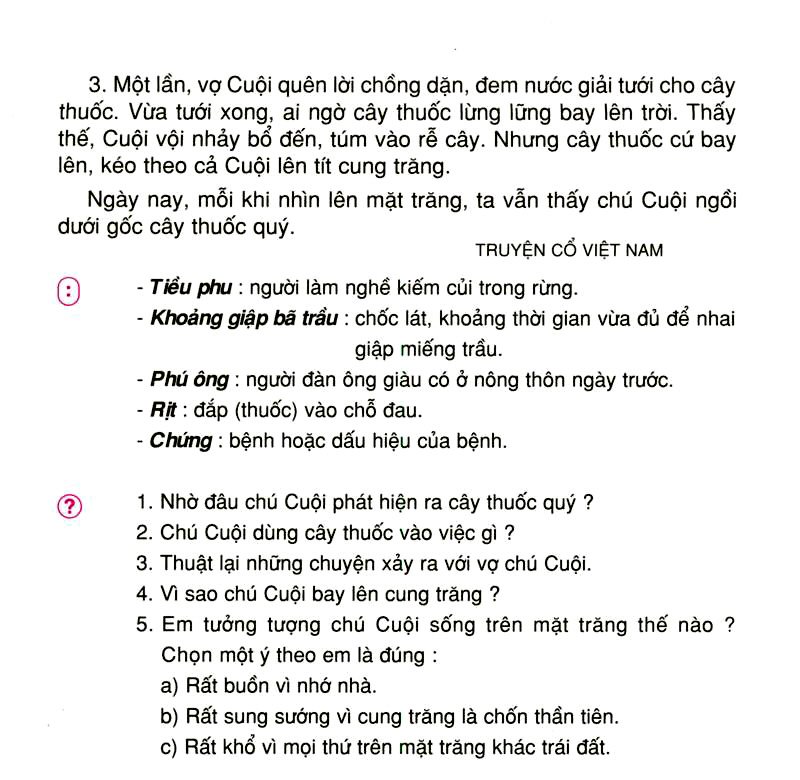 3. Một lần, vợ Cuội quên lời chồng dặn, đem nước giải tưới cho cây
thuốc. Vừa tưới xong, ai ngờ cây thuốc lừng lững bay lên trời. Thấy
thế, Cuội vội nhảy bổ đến, túm vào rễ cây. Nhưng cây thuốc cứ bay
lên, kéo theo cả Cuội lên tít cung trăng.
Ngày nay, mỗi khi nhìn lên mặt trăng, ta vẫn thấy chú Cuội ngồi
dưới gốc cây thuốc quý.
TRUYỆN CỔ VIỆT NAM
:
- Tiều phu : người làm nghề kiếm củi trong rừng.
- Khoảng giập bã trầu : chốc lát, khoảng thời gian vừa đủ để nhai
giập miếng trầu.
- Phú ông : người đàn ông giàu có ở nông thôn ngày trước.
- Rịt : đắp (thuốc) vào chỗ đau.
- Chứng : bệnh hoặc dấu hiệu của bệnh.
?
1. Nhờ đâu chú Cuội phát hiện ra cây thuốc quý ?
2. Chú Cuội dùng cây thuốc vào việc gì ?
3. Thuật lại những chuyện xảy ra với vợ chú Cuội.
4. Vì sao chú Cuội bay lên cung trăng ?
5. Em tưởng tượng chú Cuội sống trên mặt trăng thế nào ?
Chọn một ý theo em là đúng :
a) Rất buồn vì nhớ nhà.
b) Rất sung sướng vì cung trăng là chốn thần tiên.
c) Rất khổ vì mọi thứ trên mặt trăng khác trái đất.